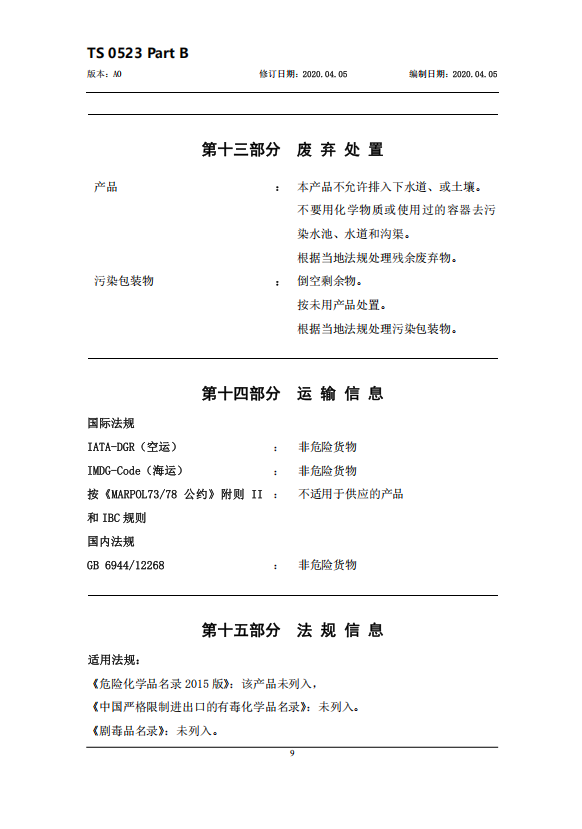 TS 0523 Part B
版本：A0 修订日期：2020.04.05 编制日期：2020.04.05
第十三部分 废 弃 处 置
产品 ： 本产品不允许排入下水道、或土壤。
不要用化学物质或使用过的容器去污
染水池、水道和沟渠。
根据当地法规处理残余废弃物。
污染包装物 ： 倒空剩余物。
按未用产品处置。
根据当地法规处理污染包装物。
第十四部分 运 输 信 息
国际法规
IATA-DGR（空运） ： 非危险货物
IMDG-Code（海运） ： 非危险货物
按《MARPOL73/78 公约》附则 II ： 不适用于供应的产品
和 IBC 规则
国内法规
GB 6944/12268 ： 非危险货物
第十五部分 法 规 信 息
适用法规：
《危险化学品名录 2015 版》：该产品未列入，
《中国严格限制进出口的有毒化学品名录》：未列入。
《剧毒品名录》：未列入。
9